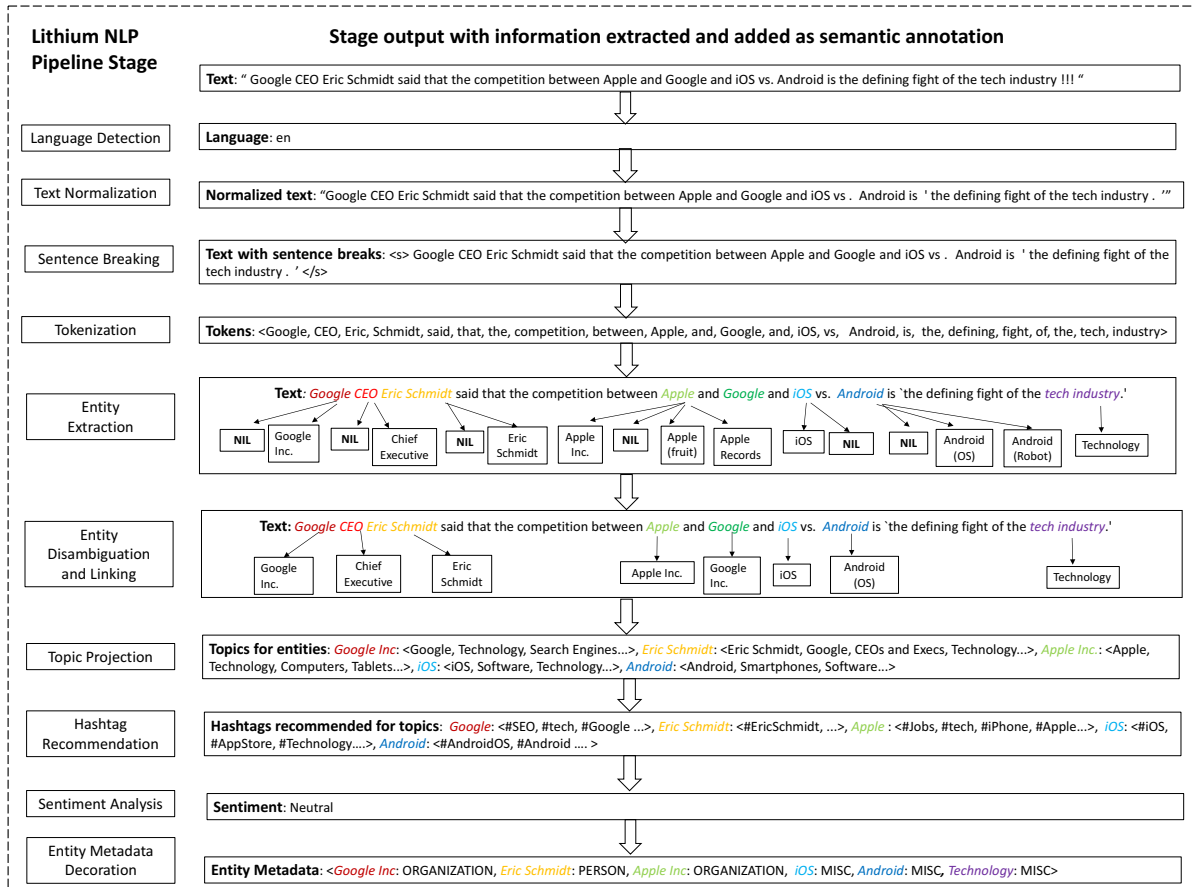 Lithium NLP
Pipeline Stage
Stage output with information extracted and added as semantic annotation
Text: “ Google CEO Eric Schmidt said that the competition between Apple and Google and iOS vs. Android is the defining fight of the tech industry !!! “
Language Detection
Language: en
Text Normalization
Normalized text: “Google CEO Eric Schmidt said that the competition between Apple and Google and iOS vs . Android is ' the defining fight of the tech industry . '”
Sentence Breaking
Text with sentence breaks: <s> Google CEO Eric Schmidt said that the competition between Apple and Google and iOS vs . Android is ' the defining fight of the
tech industry . ' </s>
Tokenization
Tokens: <Google, CEO, Eric, Schmidt, said, that, the, competition, between, Apple, and, Google, and, iOS, vs, Android, is, the, defining, fight, of, the, tech, industry>
Entity
Extraction
Text: Google CEO Eric Schmidt said that the competition between Apple and Google and iOS vs. Android is `the defining fight of the tech industry.'
NIL
Google
Inc.
NIL
Chief
Executive
NIL
Eric
Schmidt
Apple
Inc.
NIL
Apple
(fruit)
Apple
Records
iOS
NIL
NIL
Android
(OS)
Android
(Robot)
Technology
Entity
Disambiguation
and Linking
Text: Google CEO Eric Schmidt said that the competition between Apple and Google and iOS vs. Android is `the defining fight of the tech industry.'
Google
Inc.
Chief
Executive
Eric
Schmidt
Apple Inc.
Google
Inc.
iOS
Android
(OS)
Technology
Topic Projection
Topics for entities: Google Inc: <Google, Technology, Search Engines...>, Eric Schmidt: <Eric Schmidt, Google, CEOs and Execs, Technology...>, Apple Inc.: <Apple,
Technology, Computers, Tablets...>, iOS: <iOS, Software, Technology...>, Android: <Android, Smartphones, Software...>
Hashtag
Recommendation
Hashtags recommended for topics: Google: <#SEO, #tech, #Google ...>, Eric Schmidt: <#EricSchmidt, ...>, Apple : <#Jobs, #tech, #iPhone, #Apple...>, iOS: <#iOS,
#AppStore, #Technology....>, Android: <#AndroidOS, #Android .... >
Sentiment Analysis
Sentiment: Neutral
Entity Metadata
Decoration
Entity Metadata: <Google Inc: ORGANIZATION, Eric Schmidt: PERSON, Apple Inc: ORGANIZATION, iOS: MISC, Android: MISC, Technology: MISC>